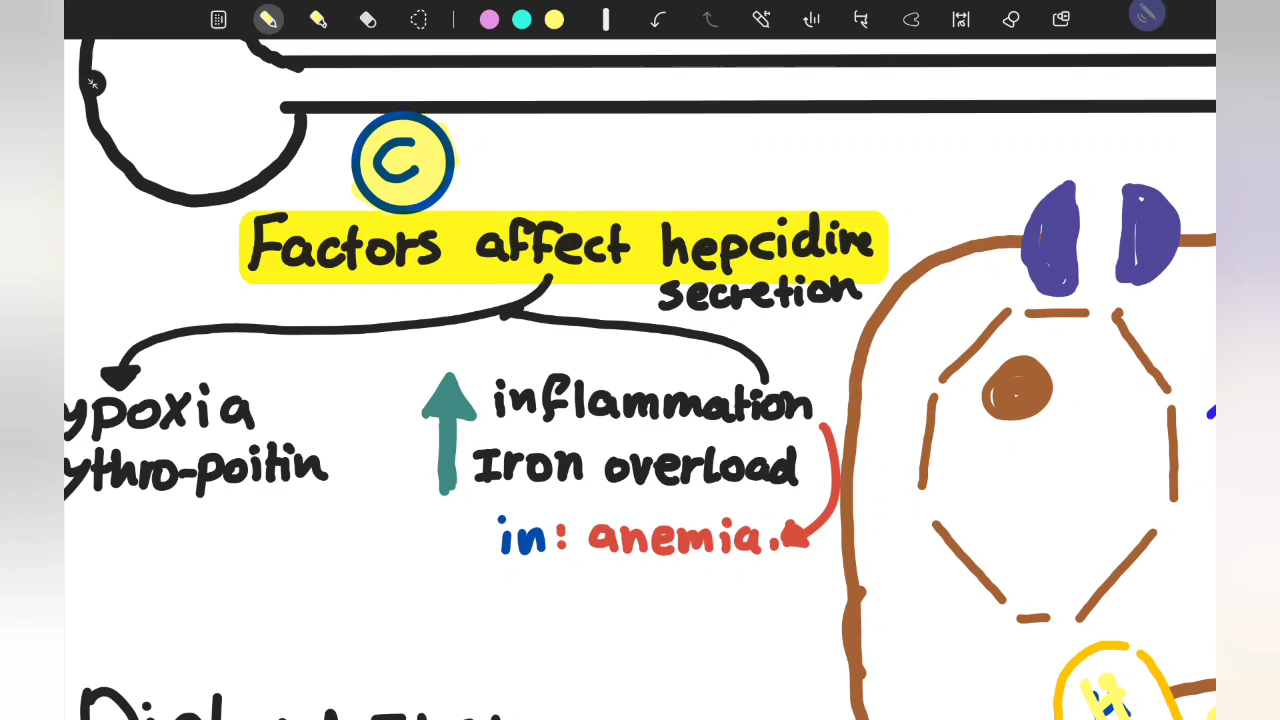 C
Factors affect hepcidine
secretion
ypoxia
inflammation
ythro-poitin
Iron overload
in: anemia.